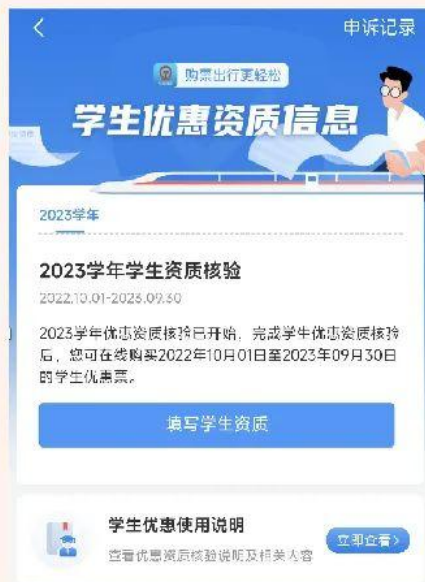 申诉记录
购票出行更轻松
学生优惠资质信息
2023学年
2023学年学生资质核验
2022.10.01-2023.09.30
2023学年优惠资质核验已开始，完成学生优惠资质核验
后，您可在线购买2022年10月01日至2023年09月30日
的学生优惠票。
填写学生资质
学生优惠使用说明
查看优惠资质核验说明及相关内容
立即查看>